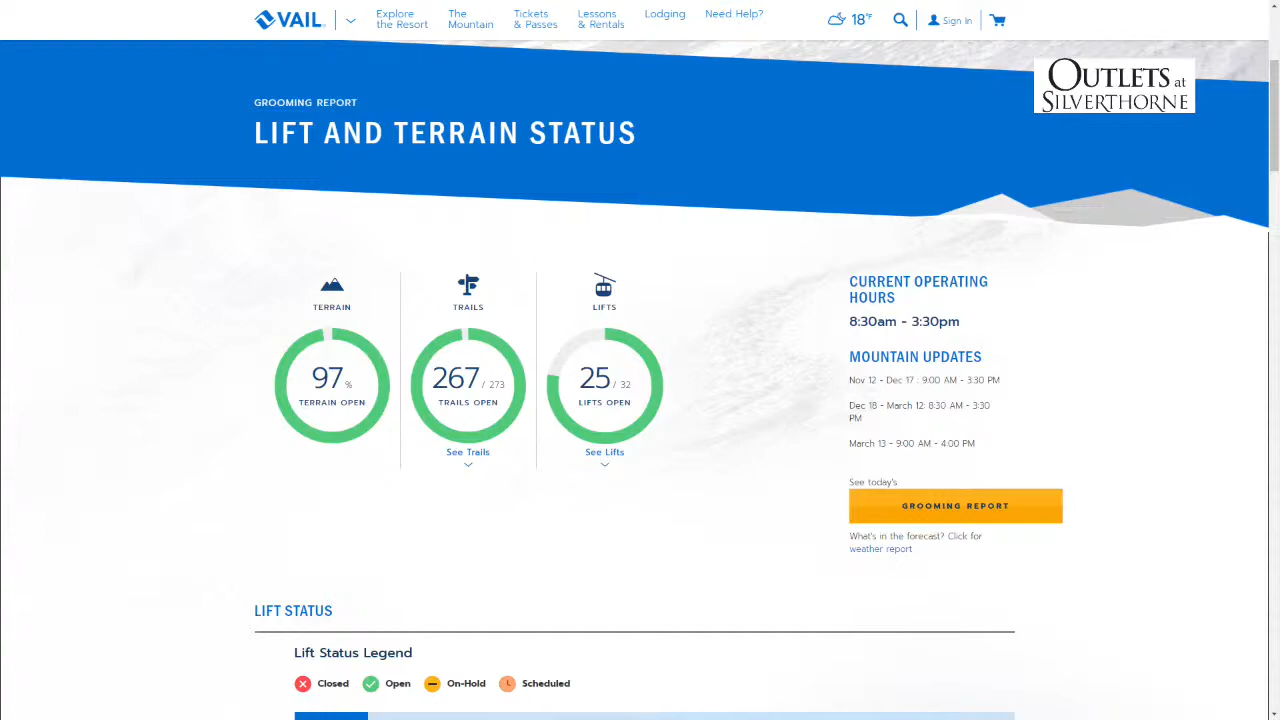 VAIL
Explore
the Resort
The
Mountain
Tickets
& Passes
Lessons
& Rentals
Lodging
Need Help?
18°F
Sign In
OUTLETS at
SILVERTHORNE
GROOMING REPORT
LIFT AND TERRAIN STATUS
TERRAIN
97 %
TERRAIN OPEN
TRAILS
267 / 273
TRAILS OPEN
See Trails
LIFTS
25 / 32
LIFTS OPEN
See Lifts
CURRENT OPERATING
HOURS
8:30am - 3:30pm
MOUNTAIN UPDATES
Nov 12 - Dec 17 : 9:00 AM - 3:30 PM
Dec 18 - March 12: 8:30 AM - 3:30
PM
March 13 - 9:00 AM - 4:00 PM
See today's
GROOMING REPORT
What's in the forecast? Click for
weather report
LIFT STATUS
Lift Status Legend
Closed
Open
On-Hold
Scheduled